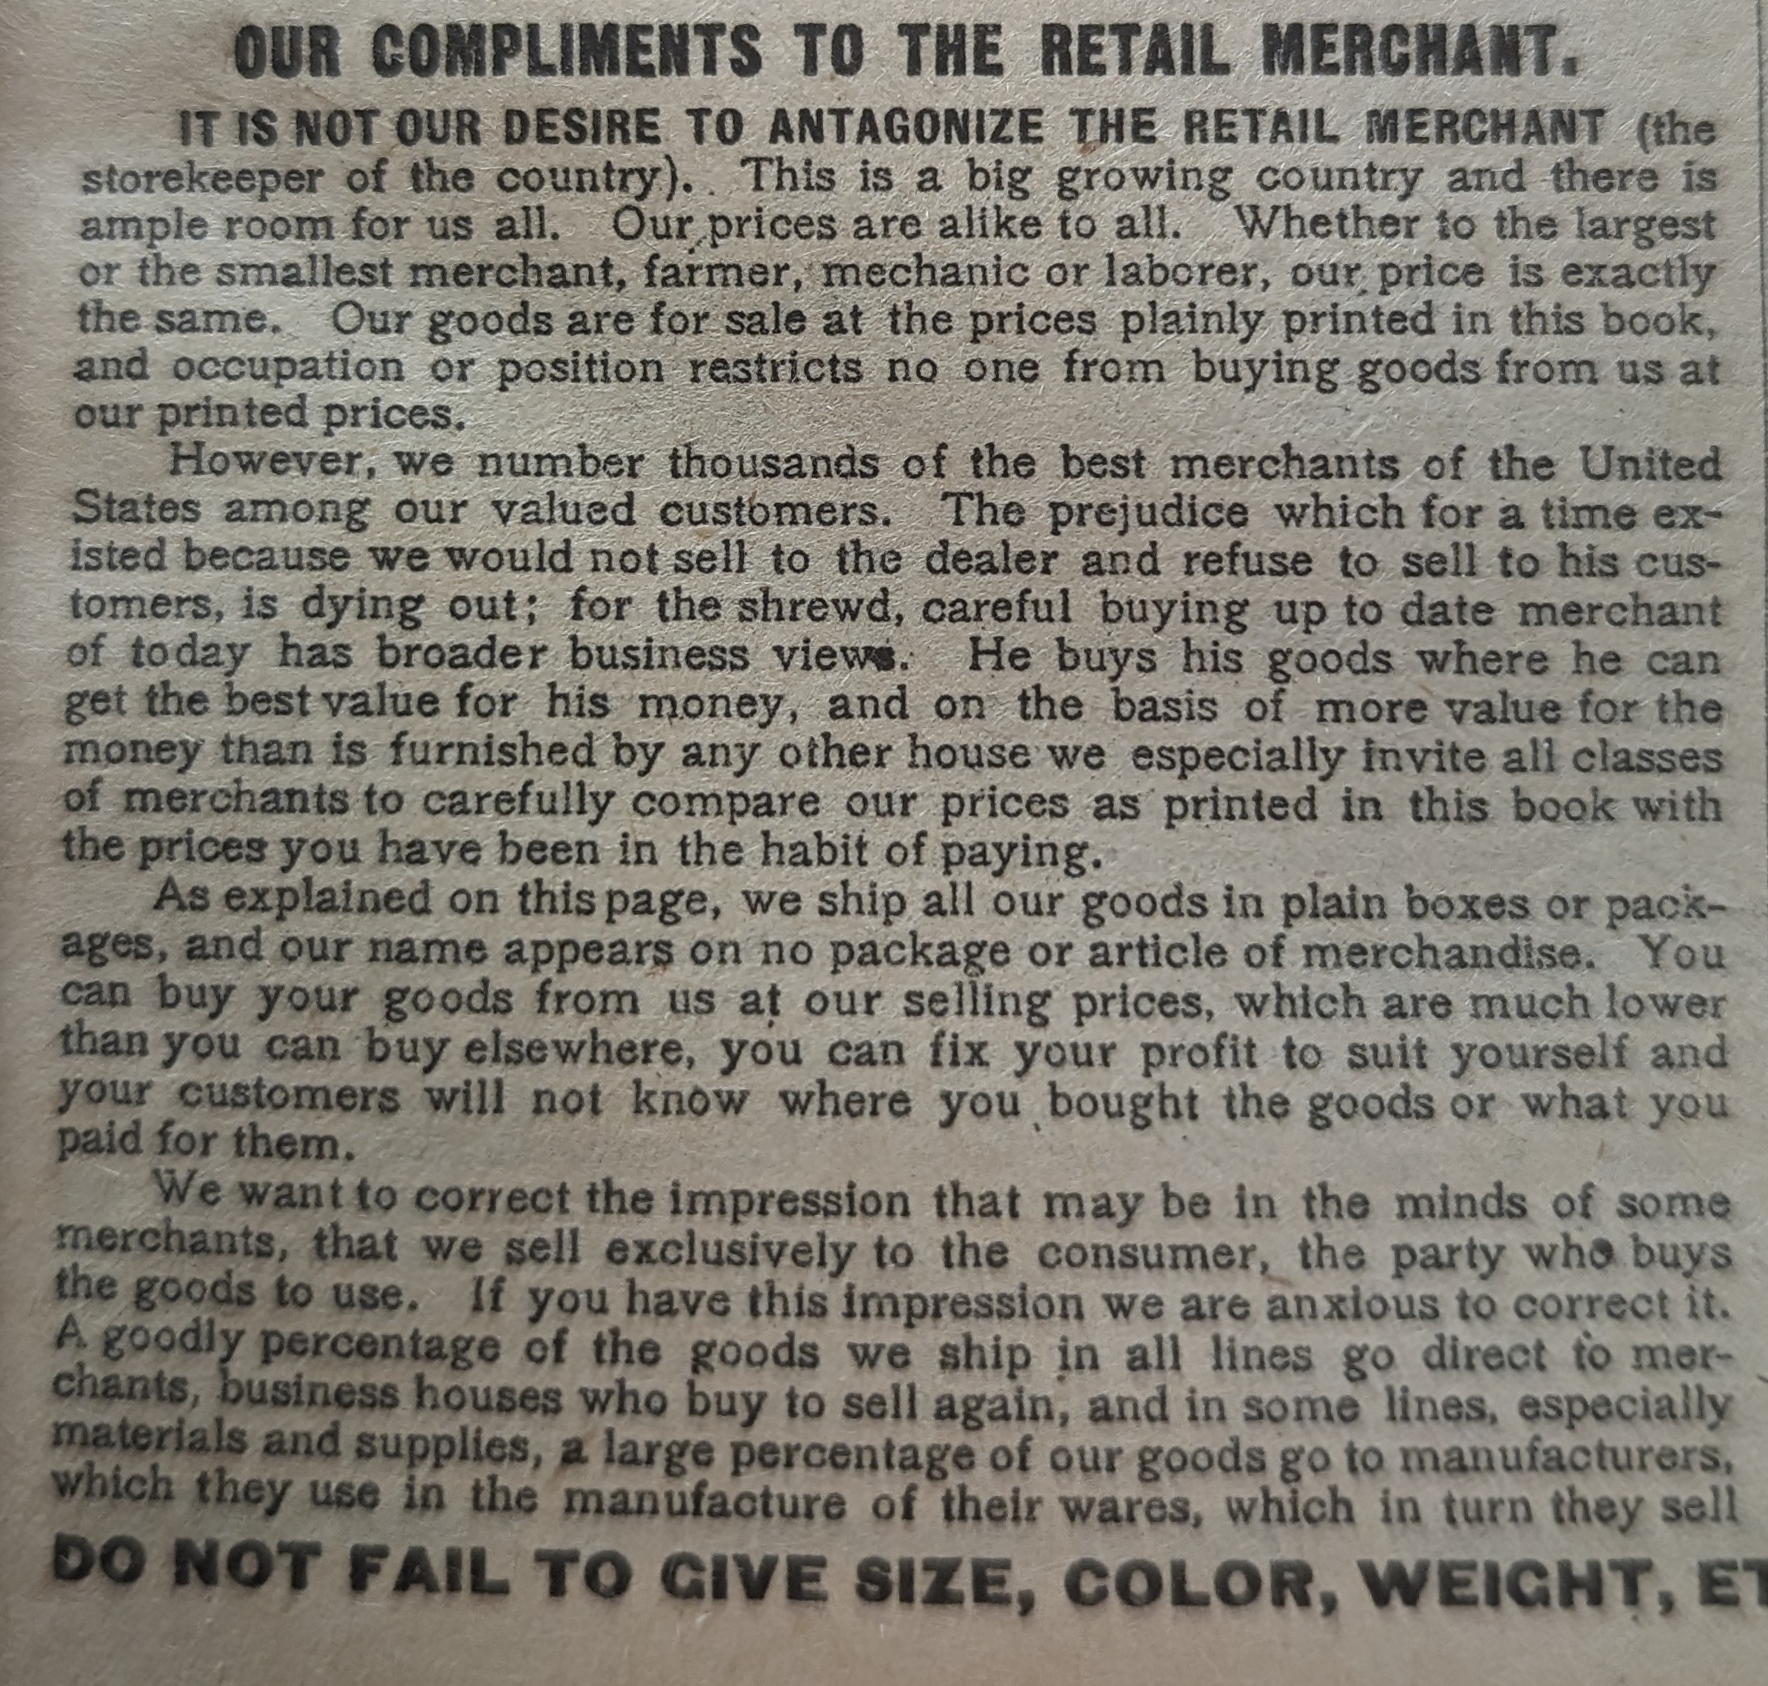 OUR COMPLIMENTS TO THE RETAIL MERCHANT.
IT IS NOT OUR DESIRE TO ANTAGONIZE THE RETAIL MERCHANT (the
storekeeper of the country). This is a big growing country and there is
ample room for us all. Our prices are alike to all. Whether to the largest
or the smallest merchant, farmer, mechanic or laborer, our price is exactly
the same. Our goods are for sale at the prices plainly printed in this book,
and occupation or position restricts no one from buying goods from us at
our printed prices.
However, we number thousands of the best merchants of the United
States among our valued customers. The prejudice which for a time ex-
isted because we would not sell to the dealer and refuse to sell to his cus-
tomers, is dying out; for the shrewd, careful buying up to date merchant
of today has broader business views. He buys his goods where he can
get the best value for his money, and on the basis of more value for the
money than is furnished by any other house we especially invite all classes
of merchants to carefully compare our prices as printed in this book with
the prices you have been in the habit of paying.
As explained on this page, we ship all our goods in plain boxes or pack-
ages, and our name appears on no package or article of merchandise. You
can buy your goods from us at our selling prices, which are much lower
than you can buy elsewhere, you can fix your profit to suit yourself and
your customers will not know where you bought the goods or what you
paid for them.
We want to correct the impression that may be in the minds of some
merchants, that we sell exclusively to the consumer, the party who buys
the goods to use. If you have this impression we are anxious to correct it.
A goodly percentage of the goods we ship in all lines go direct to mer-
chants, business houses who buy to sell again, and in some lines, especially
materials and supplies, a large percentage of our goods go to manufacturers,
which they use in the manufacture of their wares, which in turn they sell
DO NOT FAIL TO GIVE SIZE, COLOR, WEIGHT, ET